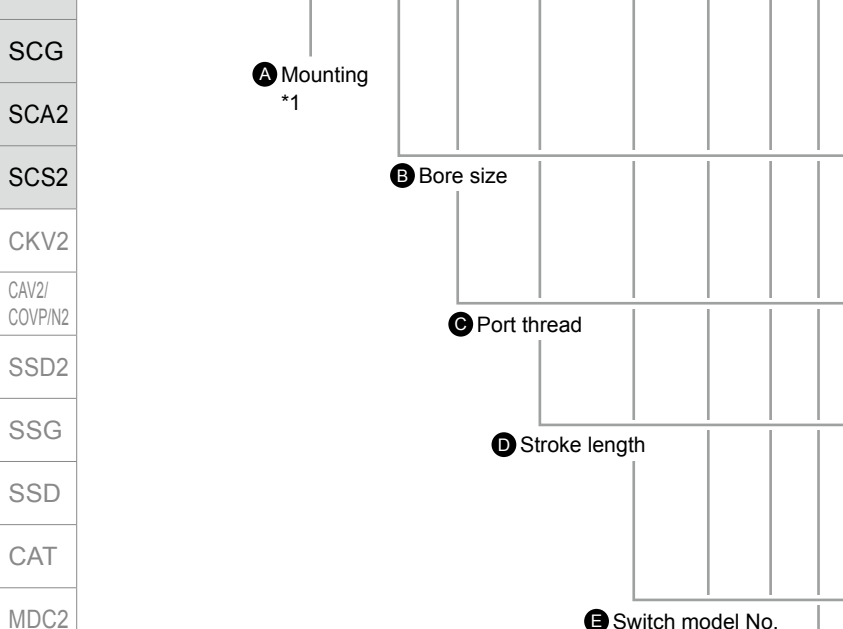 SCG
SCA2
SCS2
CKV2
CAV2/
COVP/N2
SSD2
SSG
SSD
CAT
MDC2
A Mounting
*1
B Bore size
C Port thread
D Stroke length
E Switch model No.